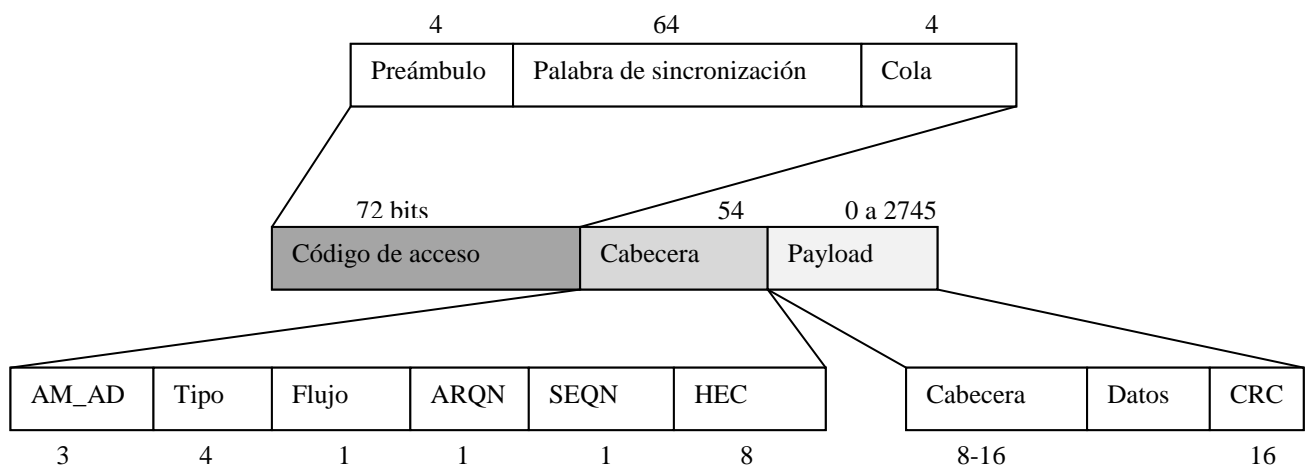 4 64 4
Preámbulo Palabra de sincronización Cola
72 bits 54 0 a 2745
Código de acceso Cabecera Payload
AM_AD Tipo Flujo ARQN SEQN HEC Cabecera Datos CRC
3 4 1 1 1 8 8-16 16